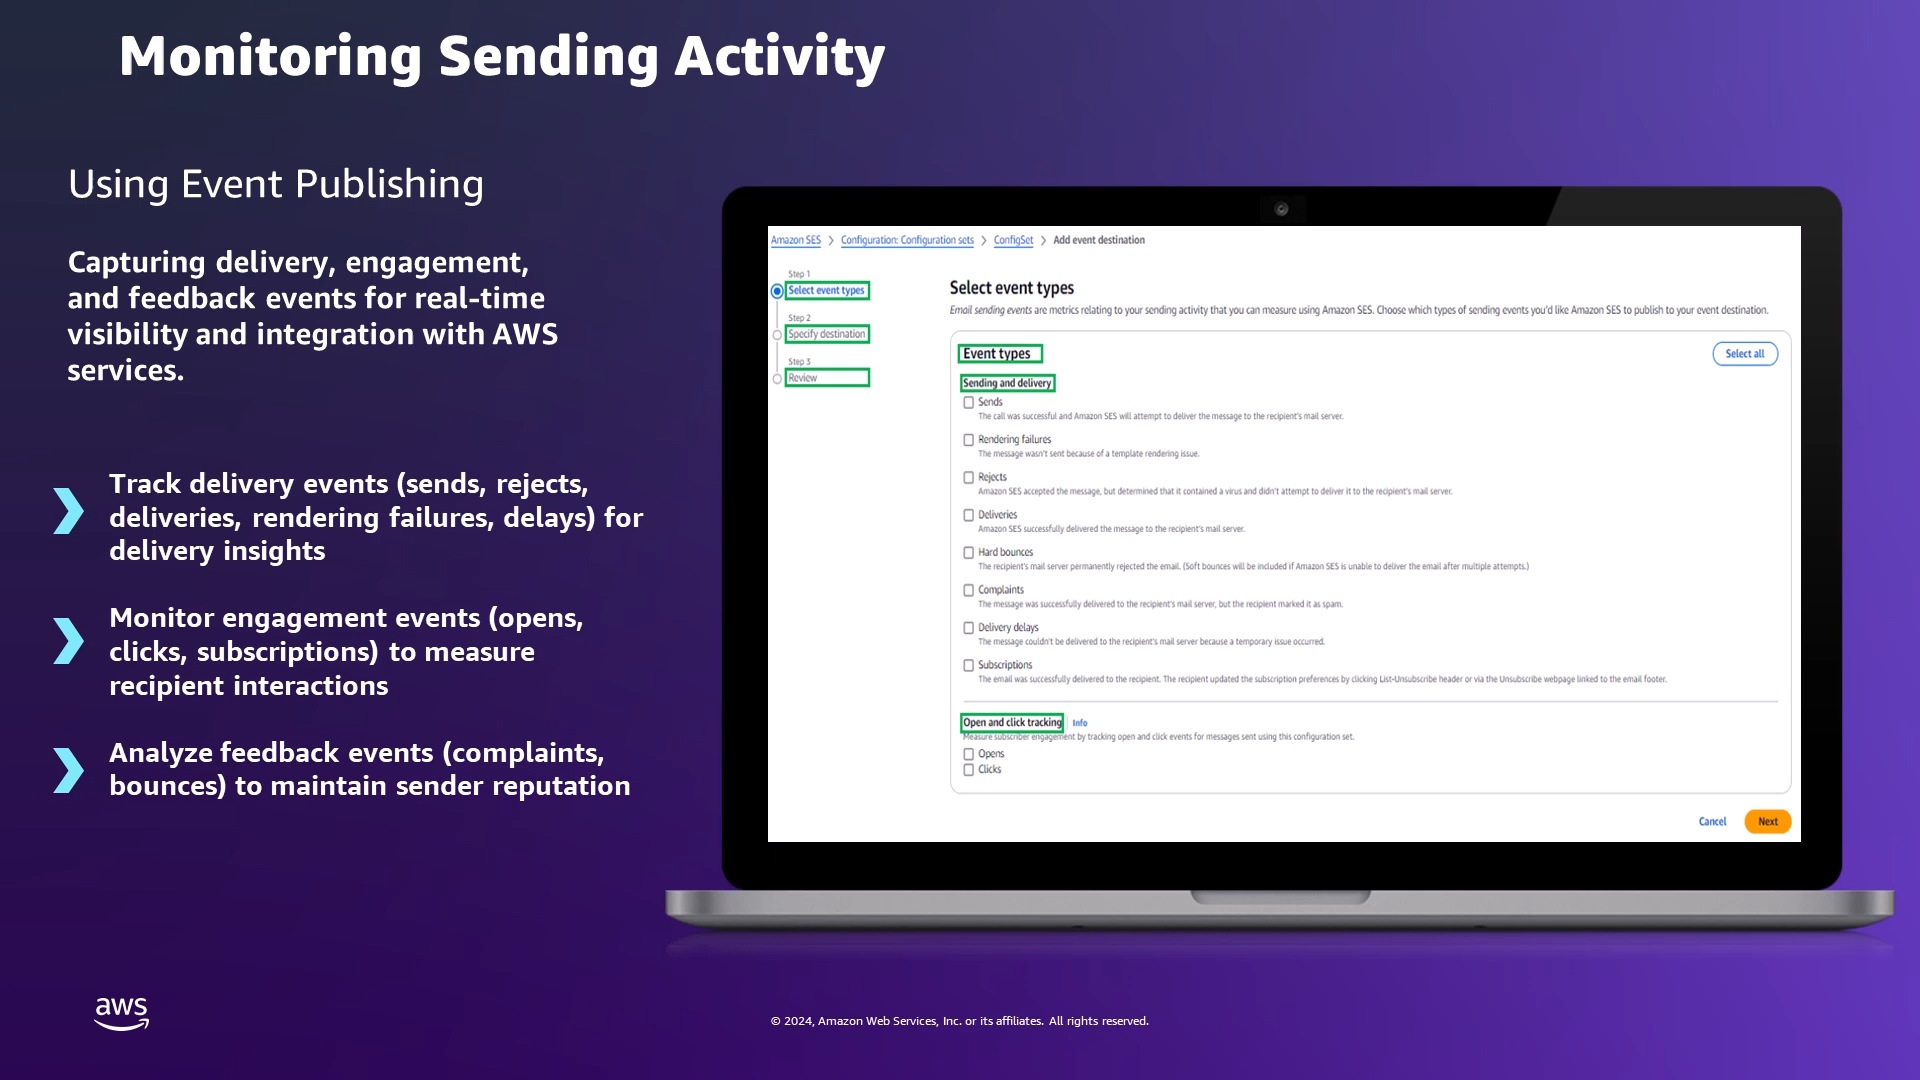 Monitoring Sending Activity
Using Event Publishing
Capturing delivery, engagement,
and feedback events for real-time
visibility and integration with AWS
services.
Track delivery events (sends, rejects,
deliveries, rendering failures, delays) for
delivery insights
Monitor engagement events (opens,
clicks, subscriptions) to measure
recipient interactions
Analyze feedback events (complaints,
bounces) to maintain sender reputation
Amazon SES > Configuration: Configuration sets > ConfigSet > Add event destination
Step 1
Select event types
Step 2
Specify destination
Step 3
Review
Select event types
Email sending events are metrics relating to your sending activity that you can measure using Amazon SES. Choose which types of sending events you'd like Amazon SES to publish to your event destination.
Event types
Select all
Sending and delivery
Sends
The call was successful and Amazon SES will attempt to deliver the message to the recipient's mail server.
Rendering failures
The message wasn't sent because of a template rendering issue.
Rejects
Amazon SES accepted the message, but determined that it contained a virus and didn't attempt to deliver it to the recipient's mail server.
Deliveries
Amazon SES successfully delivered the message to the recipient's mail server.
Hard bounces
The recipient's mail server permanently rejected the email. (Soft bounces will be included if Amazon SES is unable to deliver the email after multiple attempts.)
Complaints
The message was successfully delivered to the recipient's mail server, but the recipient marked it as spam.
Delivery delays
The message couldn't be delivered to the recipient's mail server because a temporary issue occurred.
Subscriptions
The email was successfully delivered to the recipient. The recipient updated the subscription preferences by clicking List-Unsubscribe header or via the Unsubscribe webpage linked to the email footer.
Open and click tracking | Info
Measure subscriber engagement by tracking open and click events for messages sent using this configuration set.
Opens
Clicks
Cancel
Next
aws
© 2024, Amazon Web Services, Inc. or its affiliates. All rights reserved.